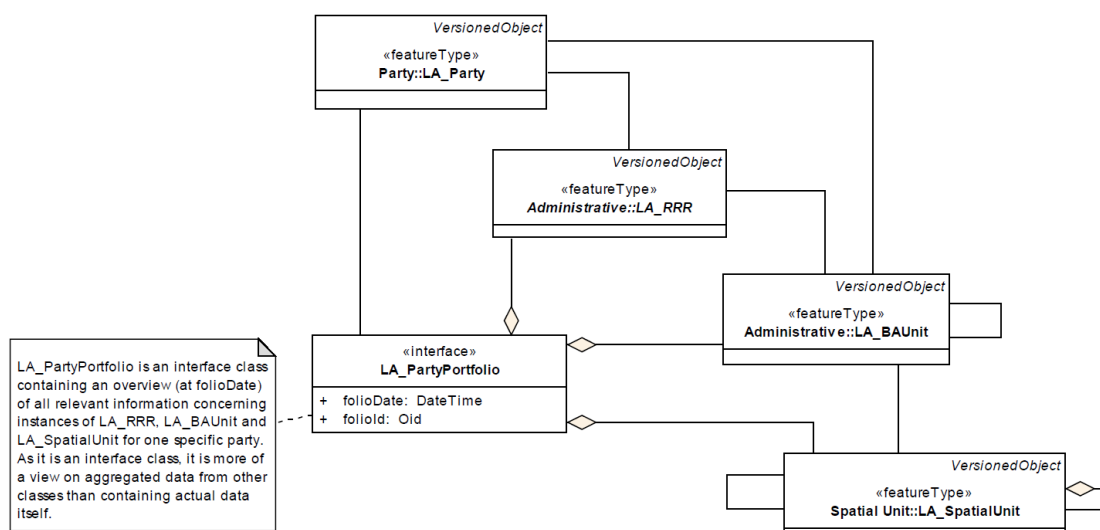 VersionedObject
«featureType»
Party::LA_Party
VersionedObject
«featureType»
Administrative::LA_RRR
VersionedObject
«featureType»
Administrative::LA_BAUnit
«interface»
LA_PartyPortfolio
+ folioDate: DateTime
+ folioId: Oid
LA_PartyPortfolio is an interface class
containing an overview (at folioDate)
of all relevant information concerning
instances of LA_RRR, LA_BAUnit and
LA_SpatialUnit for one specific party.
As it is an interface class, it is more of
a view on aggregated data from other
classes than containing actual data
itself.
VersionedObject
«featureType»
Spatial Unit::LA_SpatialUnit